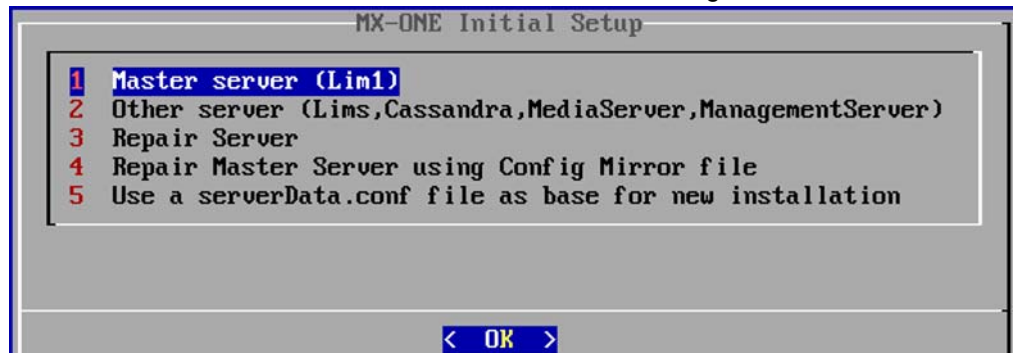 MX-ONE Initial Setup
1 Master server (Lim1)
2 Other server (Lims,Cassandra,MediaServer,ManagementServer)
3 Repair Server
4 Repair Master Server using Config Mirror file
5 Use a serverData.conf file as base for new installation
< OK >